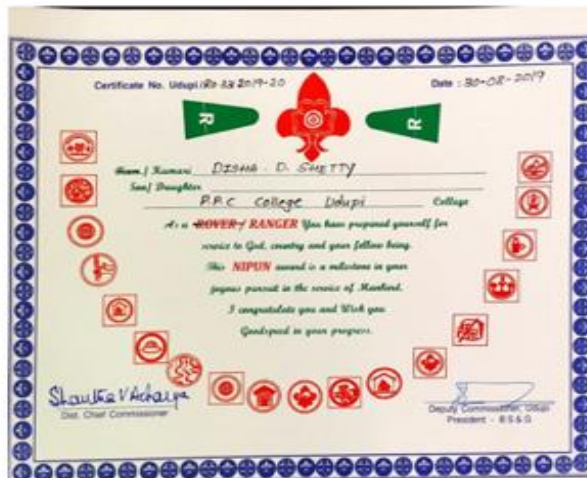 Certificate No. Udupi 2019-20 Date : 30-08-2019
R R
Kumari DISHA. D. SHETTY
Son/ Daughter
P.P.C College Udupi College
As a ROVER / RANGER You have prepared yourself for
service to God, country and your fellow being.
This NIPUN award is a milestone in your
joyous pursuit in the service of Mankind.
I congratulate you and Wish you
Godspeed in your progress.
Shantha V Acharya
Dist. Chief Commissioner
Deputy Commissioner, Udupi
President - B.S & G